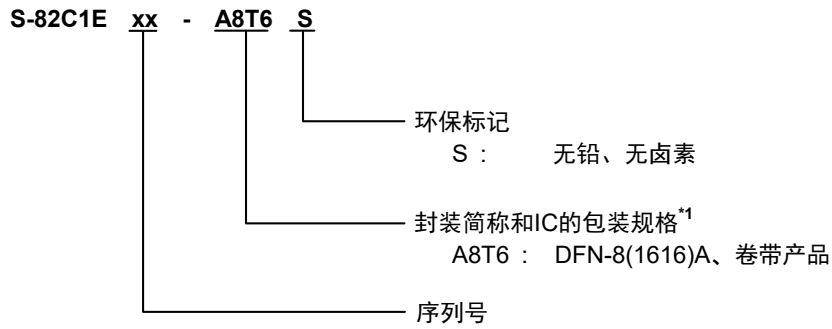 S-82C1E xx - A8T6 S
环保标记
S : 无铅、无卤素
封装简称和IC的包装规格*1
A8T6 : DFN-8(1616)A、卷带产品
序列号